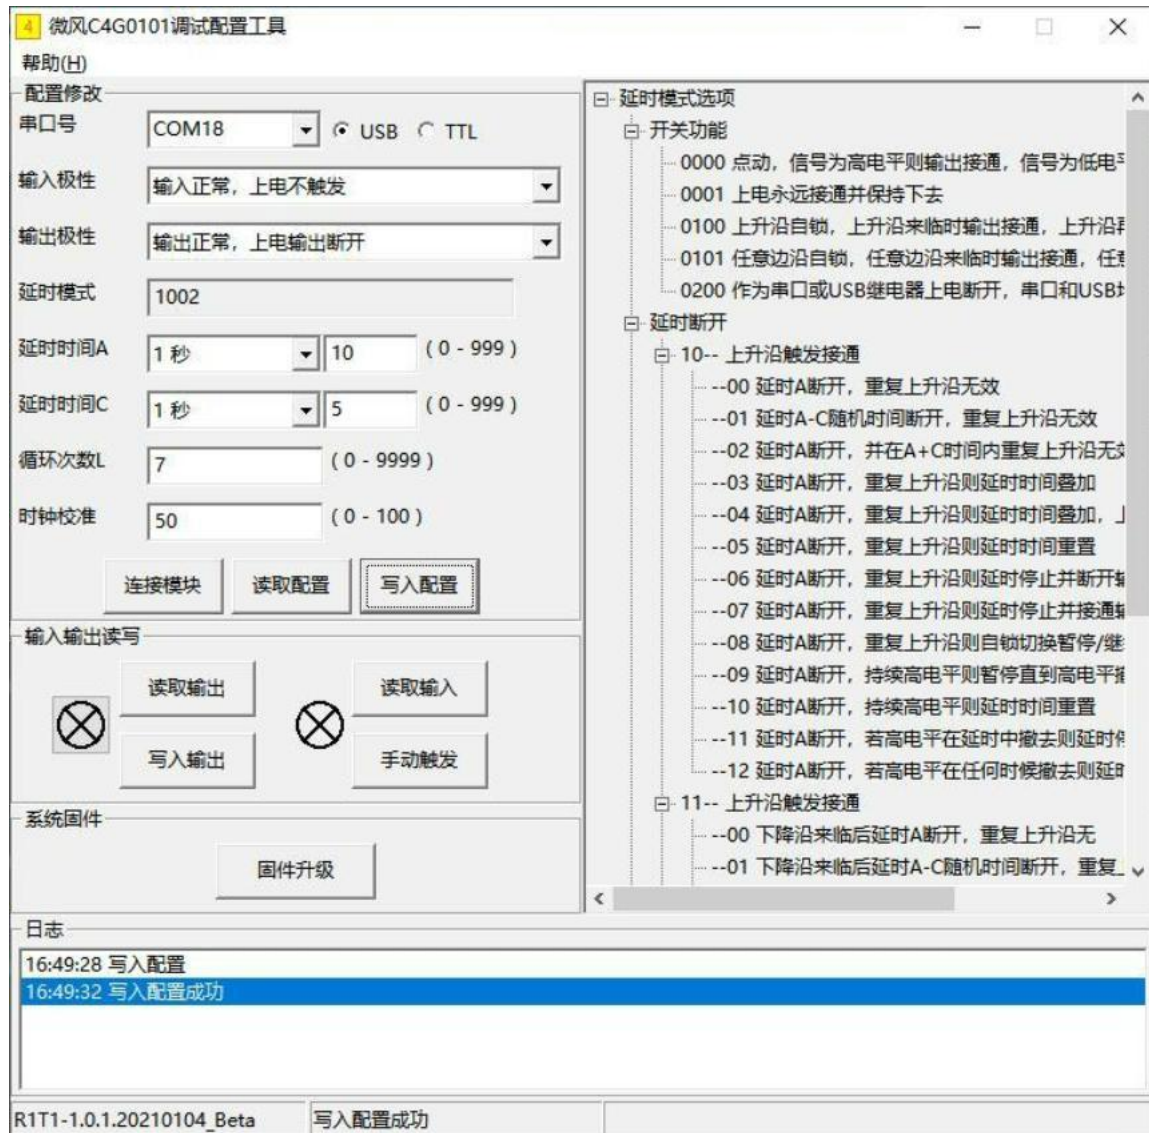 4 微风C4G0101调试配置工具
帮助(H)
配置修改
串口号 COM18 USB TTL
输入极性 输入正常，上电不触发
输出极性 输出正常，上电输出断开
延时模式 1002
延时时间A 1 秒 10 ( 0 - 999 )
延时时间C 1 秒 5 ( 0 - 999 )
循环次数L 7 ( 0 - 9999 )
时钟校准 50 ( 0 - 100 )
连接模块 读取配置 写入配置
输入输出读写
读取输出 读取输入
写入输出 手动触发
系统固件
固件升级
延时模式选项
开关功能
0000 点动，信号为高电平则输出接通，信号为低电平
0001 上电永远接通并保持下去
0100 上升沿自锁，上升沿来临时输出接通，上升沿再
0101 任意边沿自锁，任意边沿来临时输出接通，任意
0200 作为串口或USB继电器上电断开，串口和USB
延时断开
10-- 上升沿触发接通
--00 延时A断开，重复上升沿无效
--01 延时A-C随机时间断开，重复上升沿无效
--02 延时A断开，并在A+C时间内重复上升沿无效
--03 延时A断开，重复上升沿则延时时间叠加
--04 延时A断开，重复上升沿则延时时间叠加，
--05 延时A断开，重复上升沿则延时时间重置
--06 延时A断开，重复上升沿则延时停止并断开输
--07 延时A断开，重复上升沿则延时停止并接通输
--08 延时A断开，重复上升沿则自锁切换暂停/继
--09 延时A断开，持续高电平则暂停直到高电平撤
--10 延时A断开，持续高电平则延时时间重置
--11 延时A断开，若高电平在延时中撤去则延时停
--12 延时A断开，若高电平在任何时候撤去则延时
11-- 上升沿触发接通
--00 下降沿来临后延时A断开，重复上升沿无
--01 下降沿来临后延时A-C随机时间断开，重复
日志
16:49:28 写入配置
16:49:32 写入配置成功
R1T1-1.0.1.20210104_Beta 写入配置成功